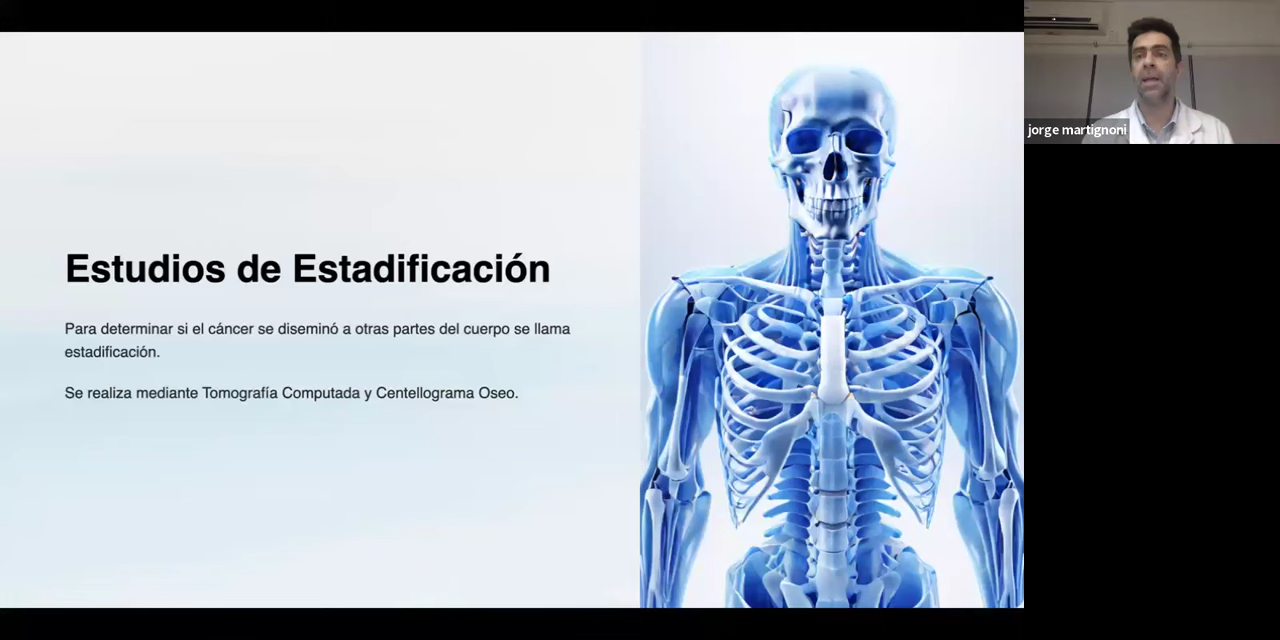 Estudios de Estadificación
Para determinar si el cáncer se diseminó a otras partes del cuerpo se llama
estadificación.
Se realiza mediante Tomografía Computada y Centellograma Oseo.
jorge martignoni